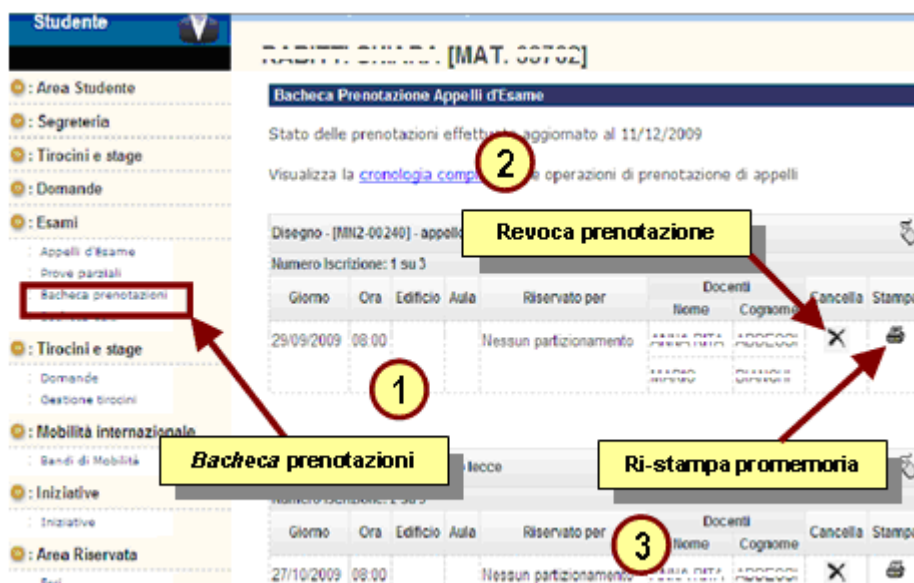 Studente
[MAT.
: Area Studente
: Segreteria
: Tirocini e stage
: Domande
: Esami
Appelli d'Esame
Prove parziali
Bacheca prenotazioni
: Tirocini e stage
Domande
Gestione tirocini
: Mobilità internazionale
Bandi di Mobilità
: Iniziative
Iniziative
: Area Riservata
Bacheca Prenotazione Appelli d'Esame
Stato delle prenotazioni aggiornato al 11/12/2009
2
Visualizza la cronologia operazioni di prenotazione di appelli
Revoca prenotazione
Disegno - [MN2-00240] -
Numero Iscrizione: 1 su 3
Giorno Ora Edificio Aula Riservato per Docenti Cancella Stampa
Nome Cognome
29/09/2009 08:00 Nessun partizionamento
1
Bacheca prenotazioni
Ri-stampa promemoria
3
Giorno Ora Edificio Aula Riservato per Docenti Cancella Stampa
Nome Cognome
27/10/2009 08:00 Nessun partizionamento